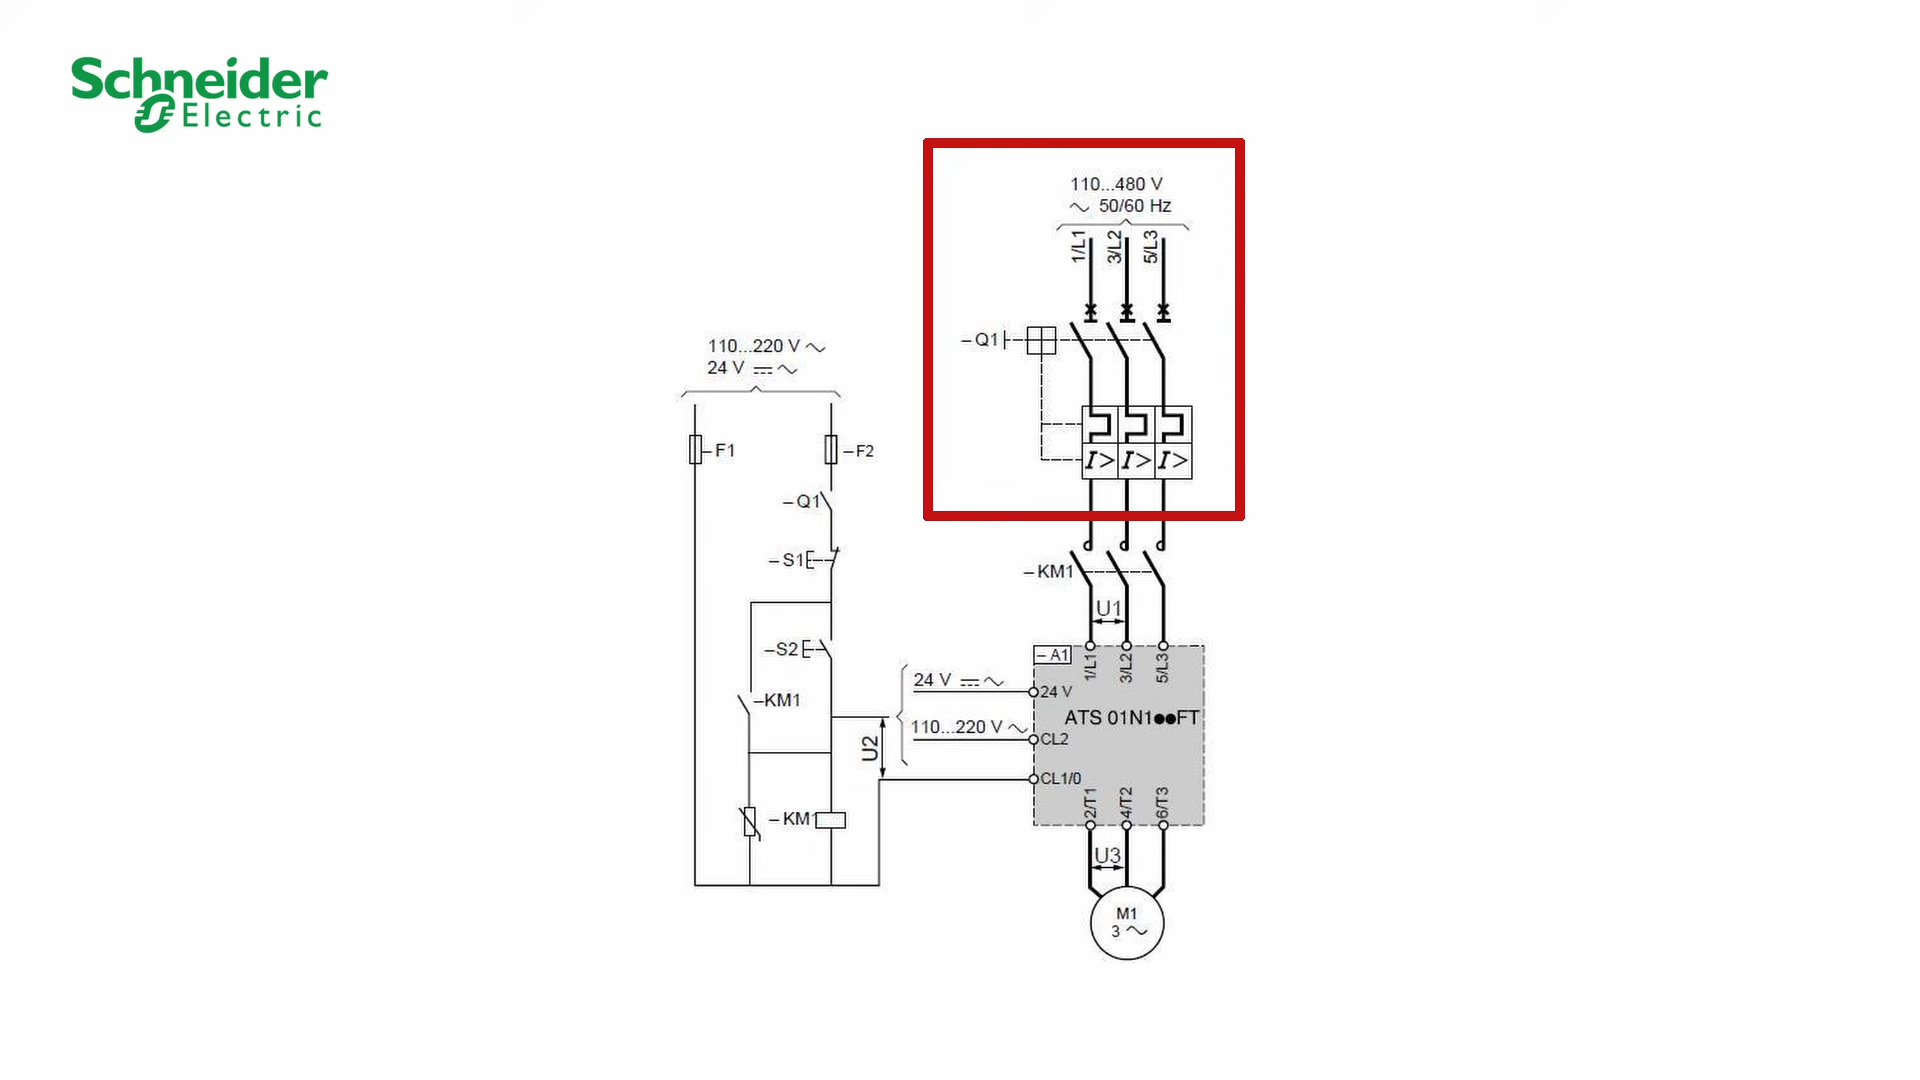 Schneider
Electric
110...480 V
~ 50/60 Hz
1/L1
3/L2
5/L3
– Q1
I>
I>
I>
110...220 V ~
24 V ⎓ ~
– F1
– F2
– Q1
– S1
– KM1
U1
– S2
– A1
1/L1
3/L2
5/L3
24 V ⎓ ~
24 V
– KM1
ATS 01N1●●FT
110...220 V ~
CL2
U2
CL1/0
2/T1
4/T2
6/T3
– KM1
U3
M1
3 ~